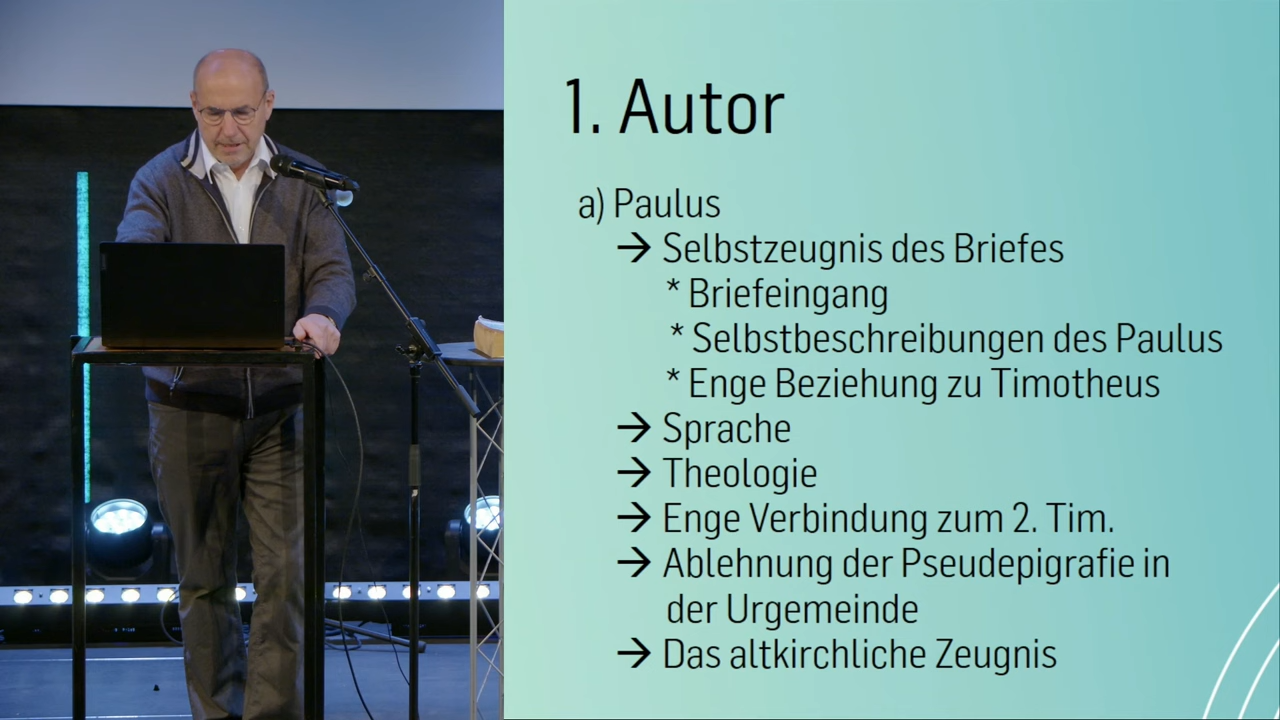 1. Autor
a) Paulus
→ Selbstzeugnis des Briefes
* Briefeingang
* Selbstbeschreibungen des Paulus
* Enge Beziehung zu Timotheus
→ Sprache
→ Theologie
→ Enge Verbindung zum 2. Tim.
→ Ablehnung der Pseudepigrafie in
der Urgemeinde
→ Das altkirchliche Zeugnis